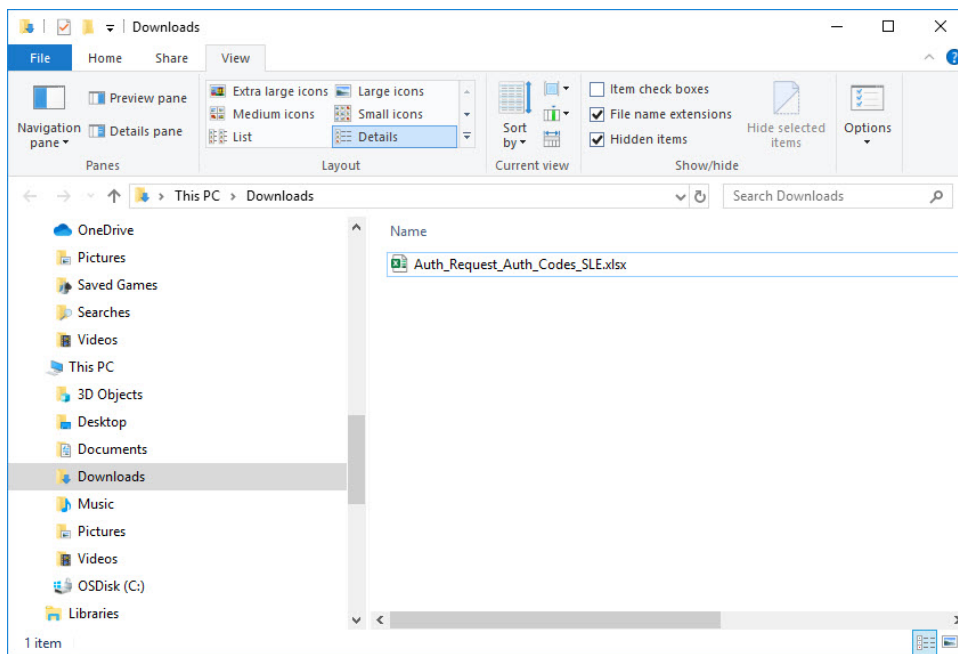 Downloads
File Home Share View
Navigation pane
Preview pane
Details pane
Panes
Extra large icons Large icons
Medium icons Small icons
List Details
Layout
Sort by
Current view
Item check boxes
File name extensions
Hidden items
Hide selected items
Show/hide
Options
This PC > Downloads
Search Downloads
OneDrive
Pictures
Saved Games
Searches
Videos
This PC
3D Objects
Desktop
Documents
Downloads
Music
Pictures
Videos
OSDisk (C:)
Libraries
Name
Auth_Request_Auth_Codes_SLE.xlsx
1 item